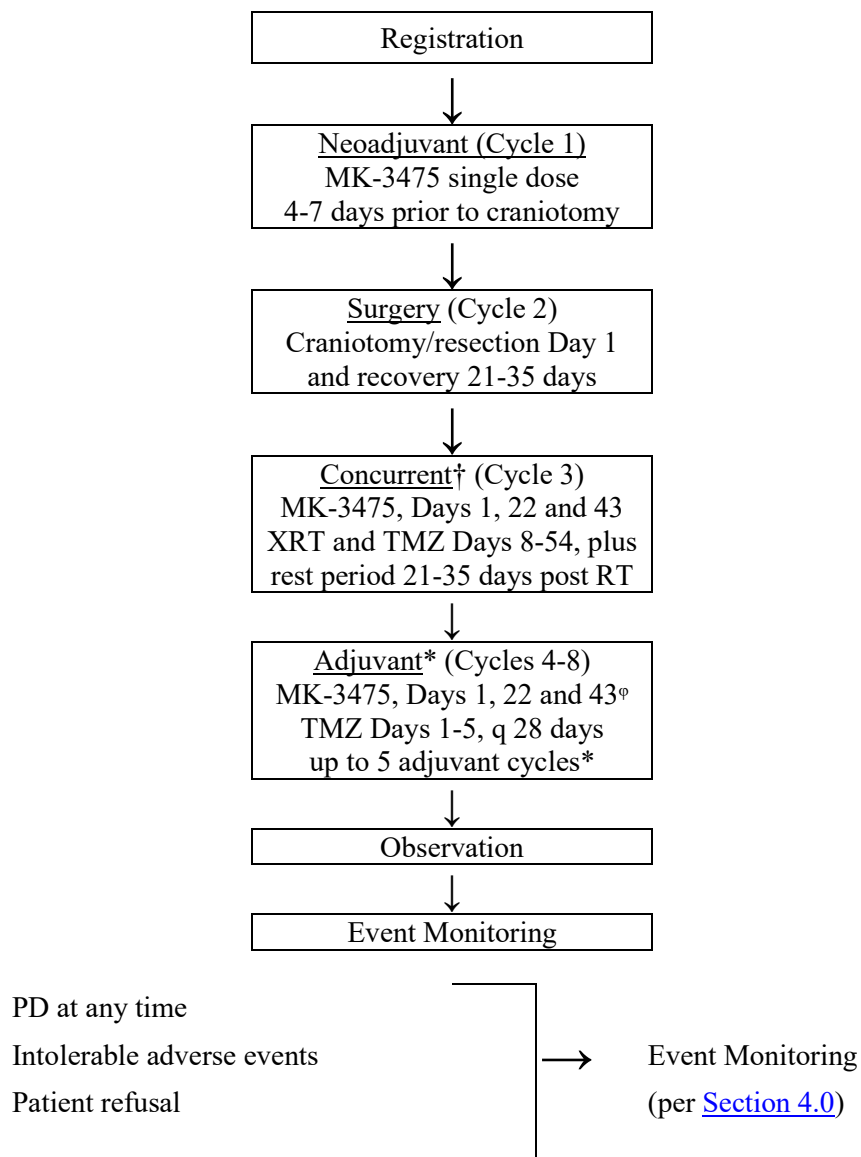 Registration
Neoadjuvant (Cycle 1)
MK-3475 single dose
4-7 days prior to craniotomy
Surgery (Cycle 2)
Craniotomy/resection Day 1
and recovery 21-35 days
Concurrent† (Cycle 3)
MK-3475, Days 1, 22 and 43
XRT and TMZ Days 8-54, plus
rest period 21-35 days post RT
Adjuvant* (Cycles 4-8)
MK-3475, Days 1, 22 and 43ᵠ
TMZ Days 1-5, q 28 days
up to 5 adjuvant cycles*
Observation
Event Monitoring
PD at any time
Intolerable adverse events
Patient refusal
Event Monitoring
(per Section 4.0)